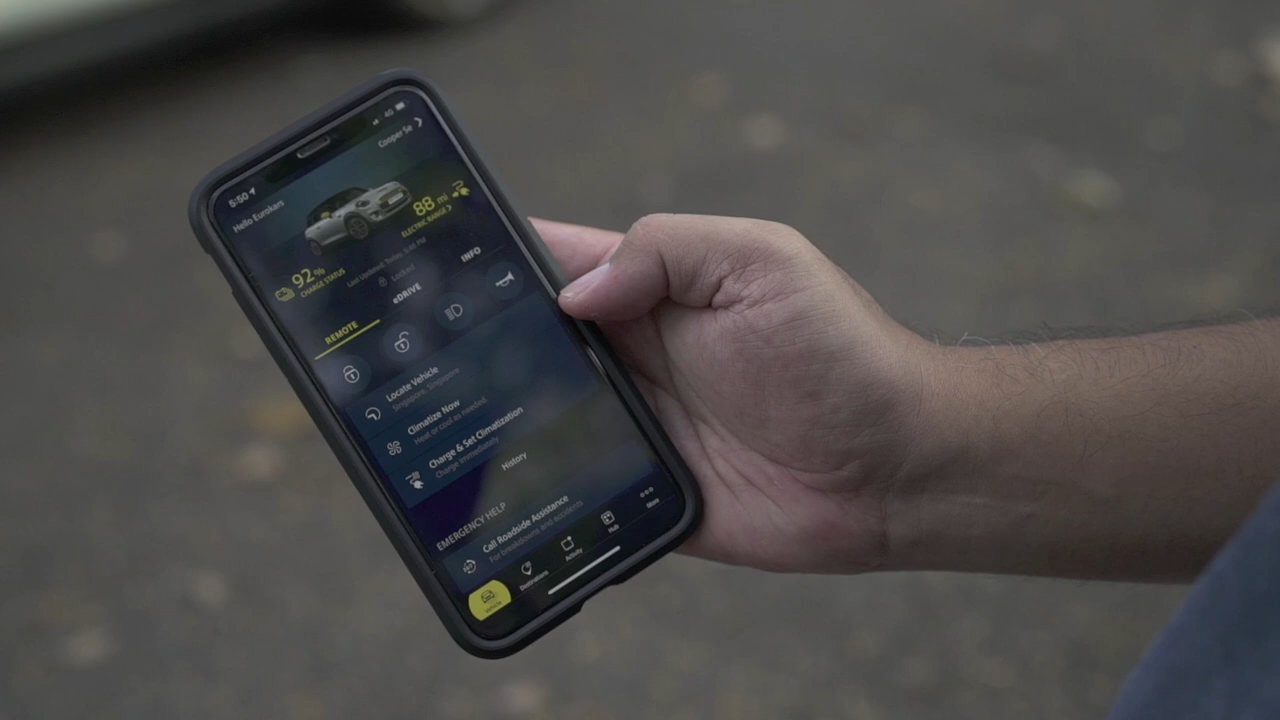 5:50
4G
Cooper Se
Hello Eurokars
88 mi
ELECTRIC RANGE
92 %
CHARGE STATUS
Last Updated: Today, 5:48 PM
Locked
REMOTE
eDRIVE
INFO
Locate Vehicle
Singapore, Singapore
Climatize Now
Heat or cool as needed.
Charge & Set Climatization
Charge immediately
History
EMERGENCY HELP
Call Roadside Assistance
For breakdowns and accidents
Vehicle
Destinations
Activity
Hub
More